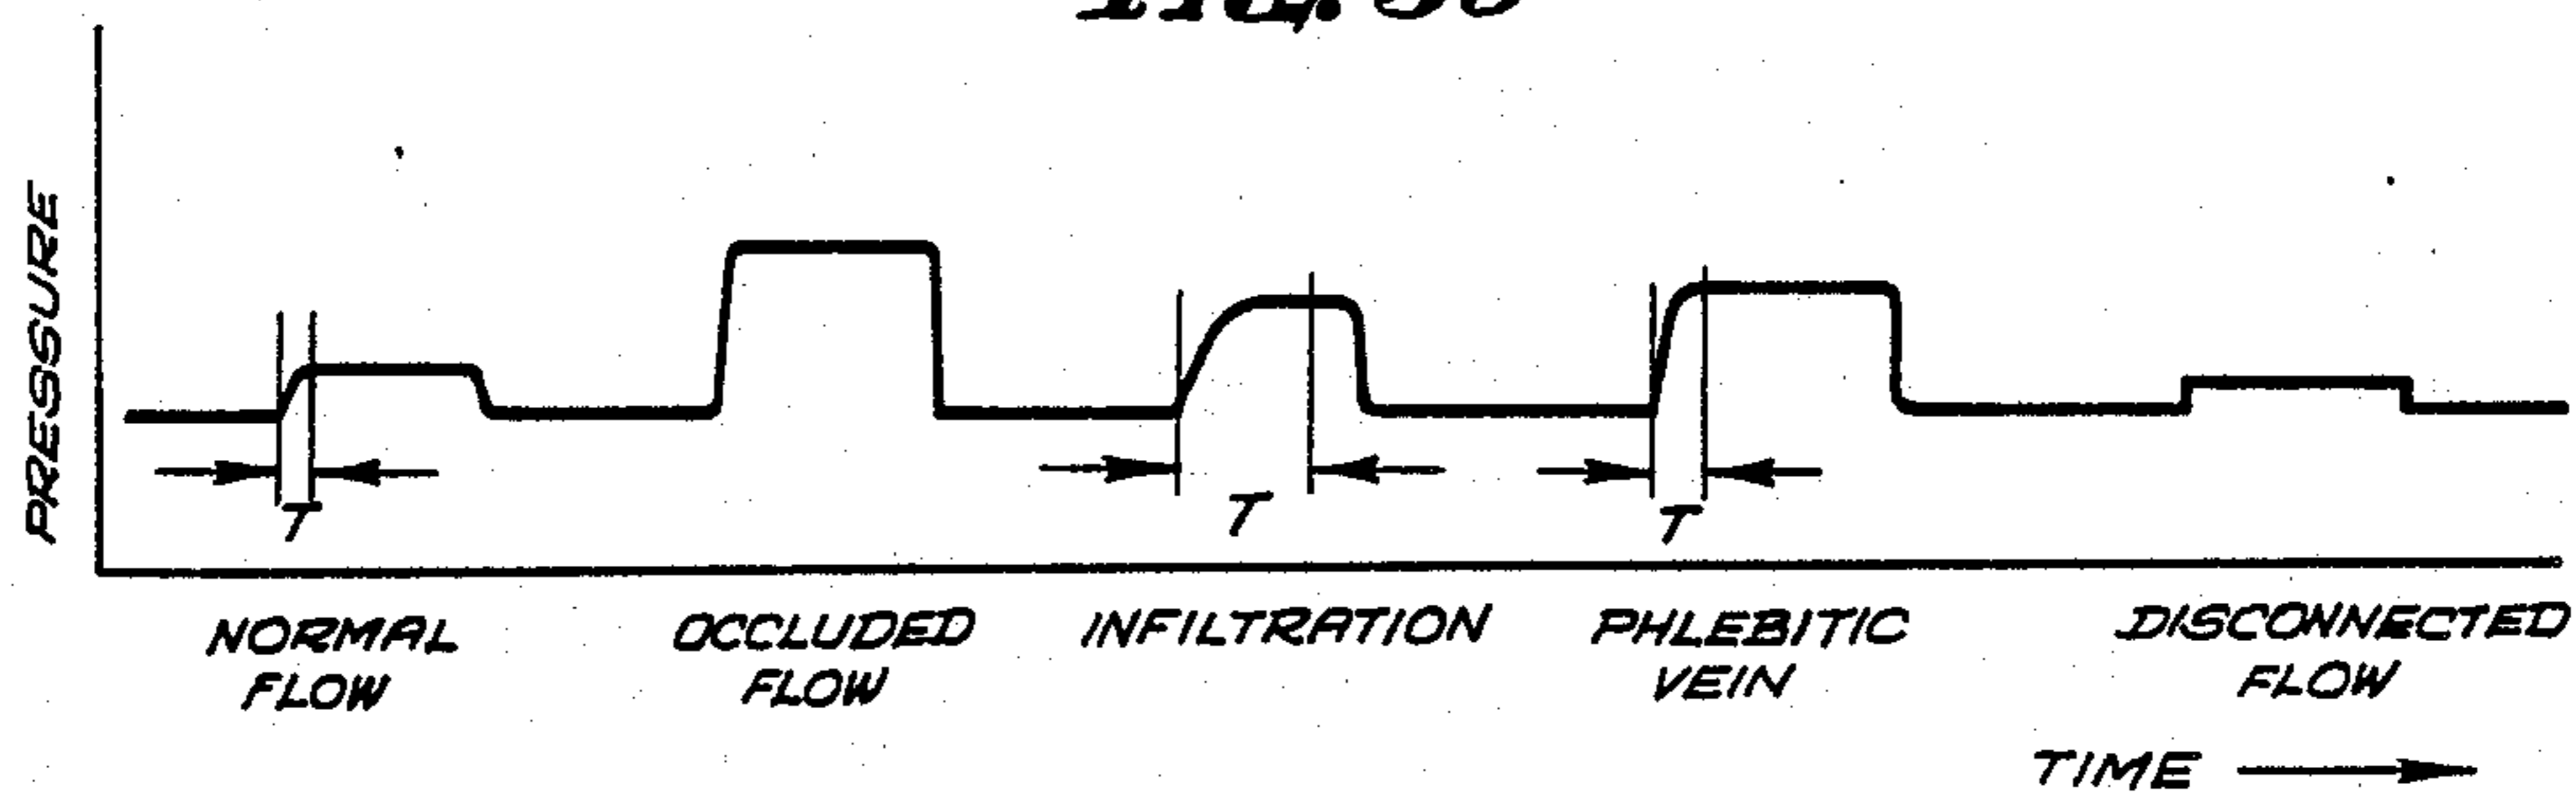 PRESSURE
T
T
T
NORMAL
FLOW
OCCLUDED
FLOW
INFILTRATION
PHLEBITIC
VEIN
DISCONNECTED
FLOW
TIME